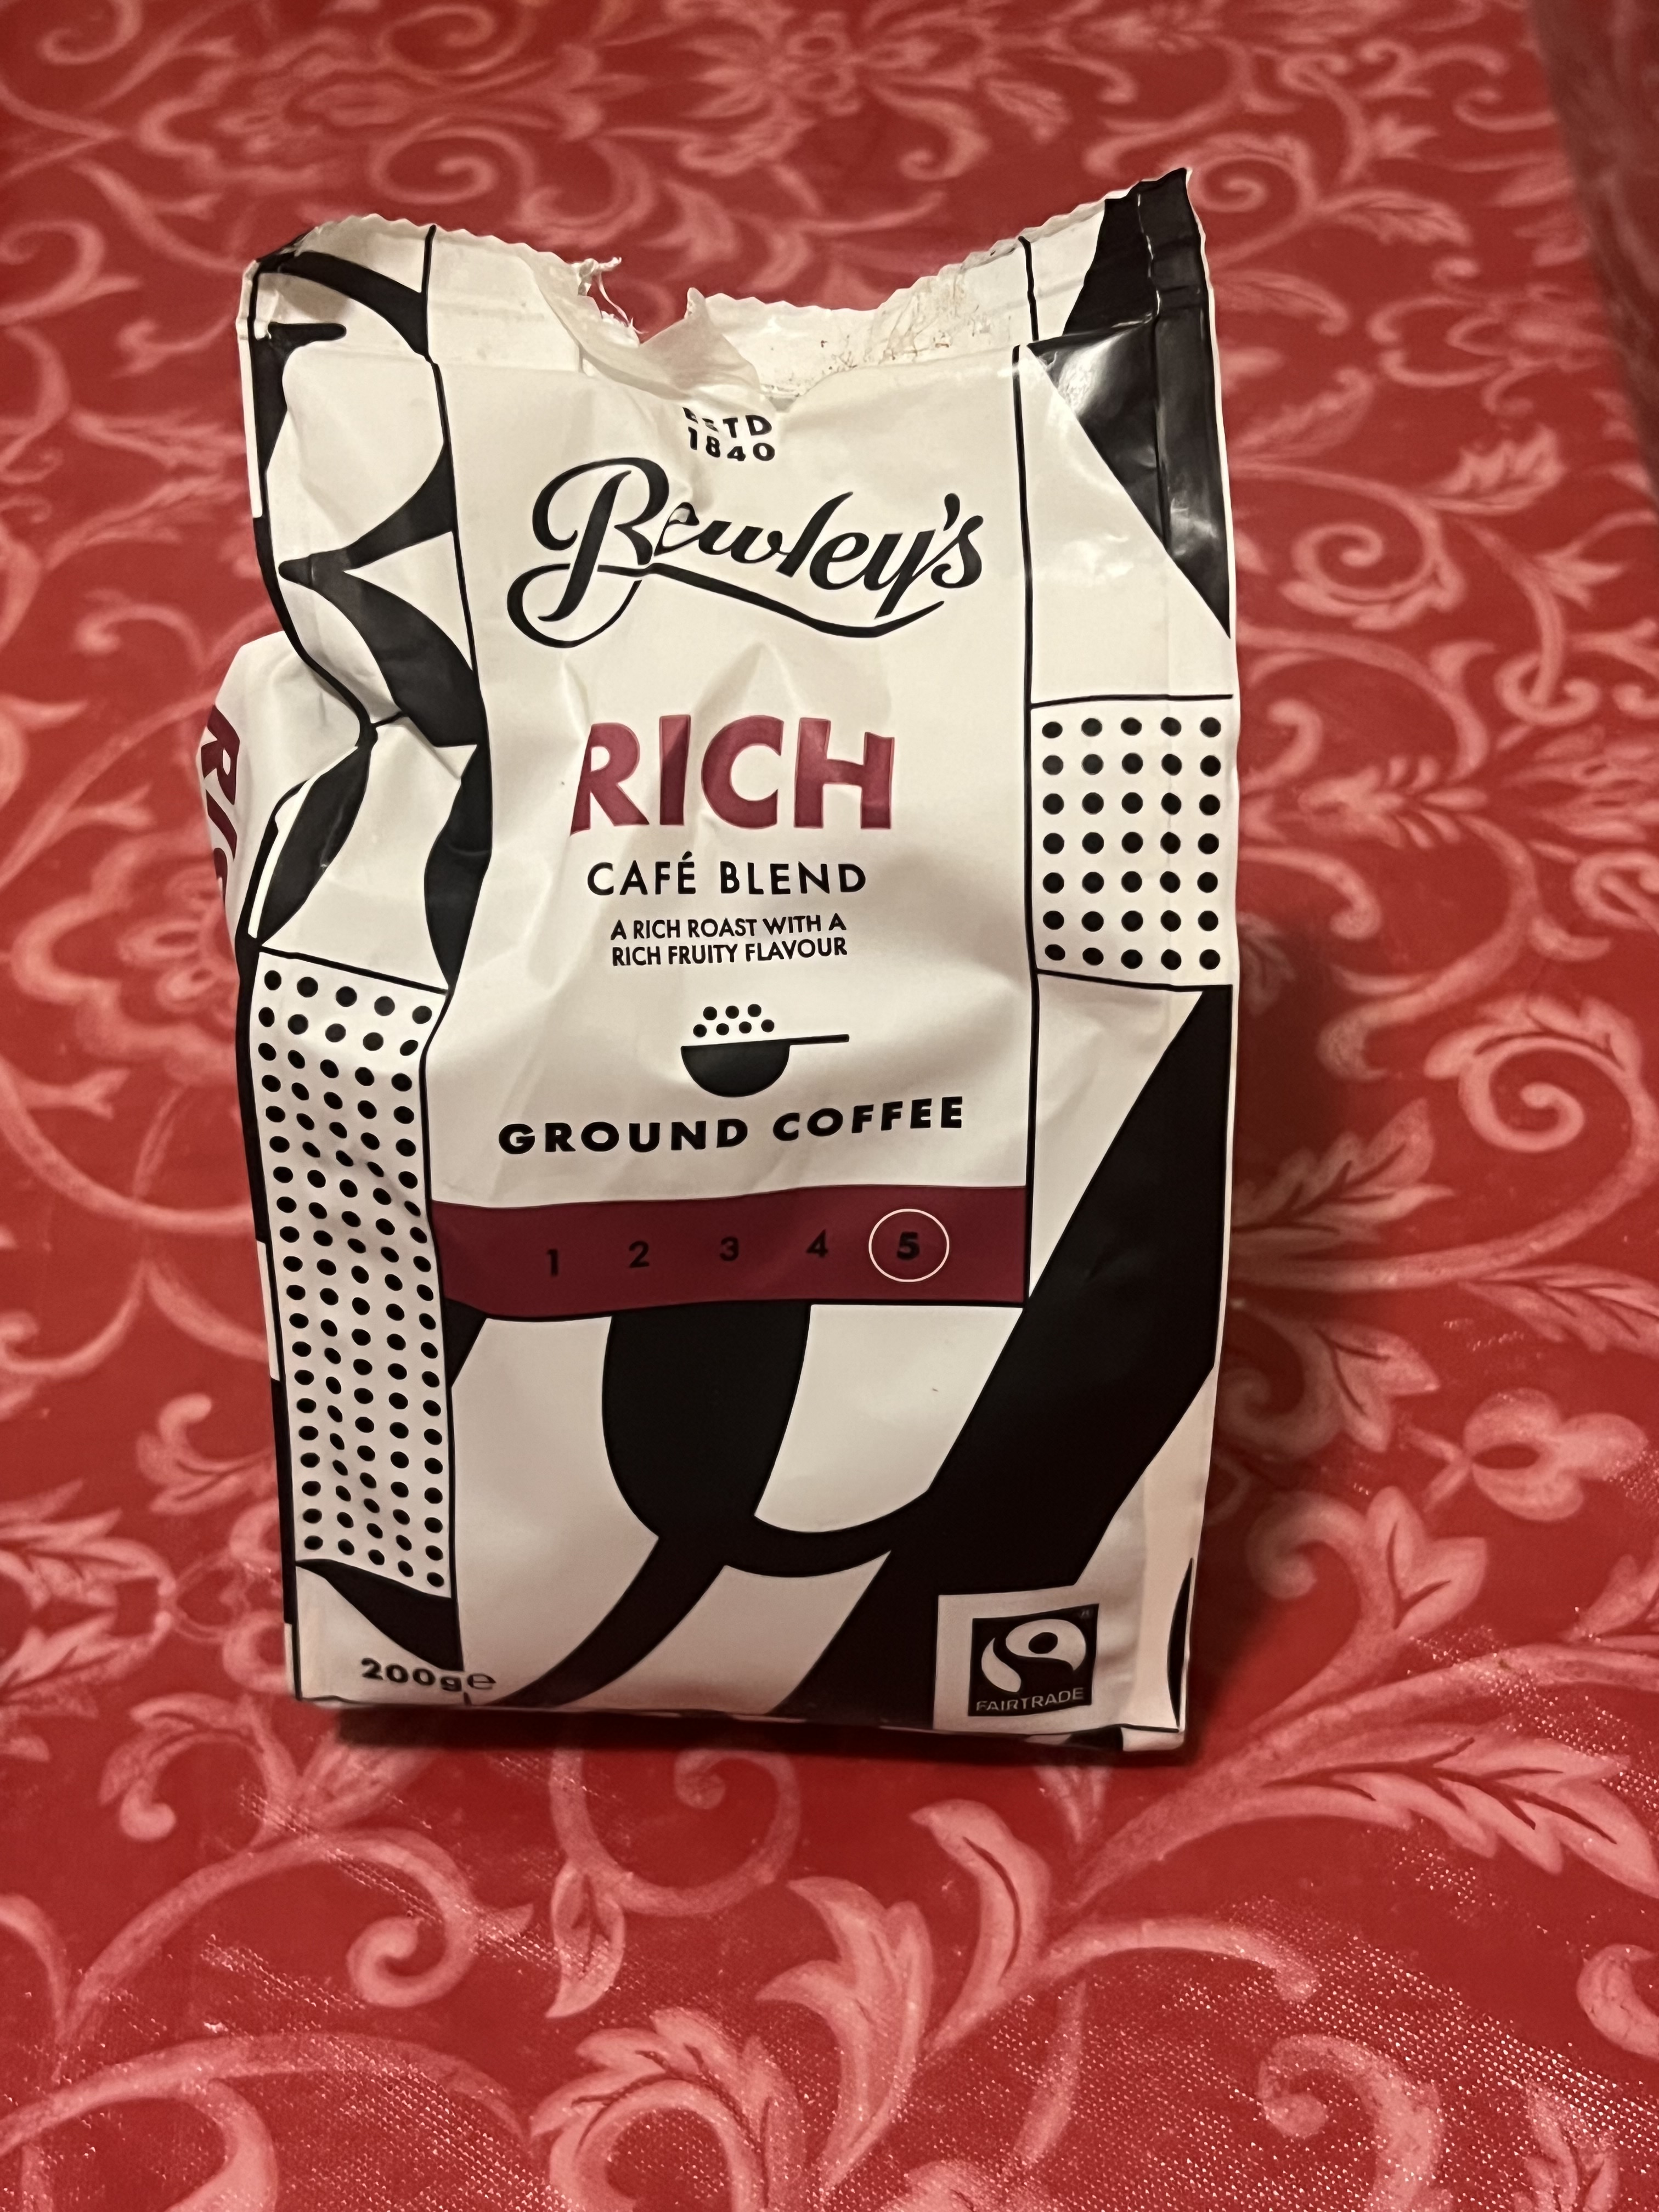 ESTD
1840
Bewley's
RICH
CAFÉ BLEND
A RICH ROAST WITH A
RICH FRUITY FLAVOUR
GROUND COFFEE
1 2 3 4 5
200g℮
FAIRTRADE